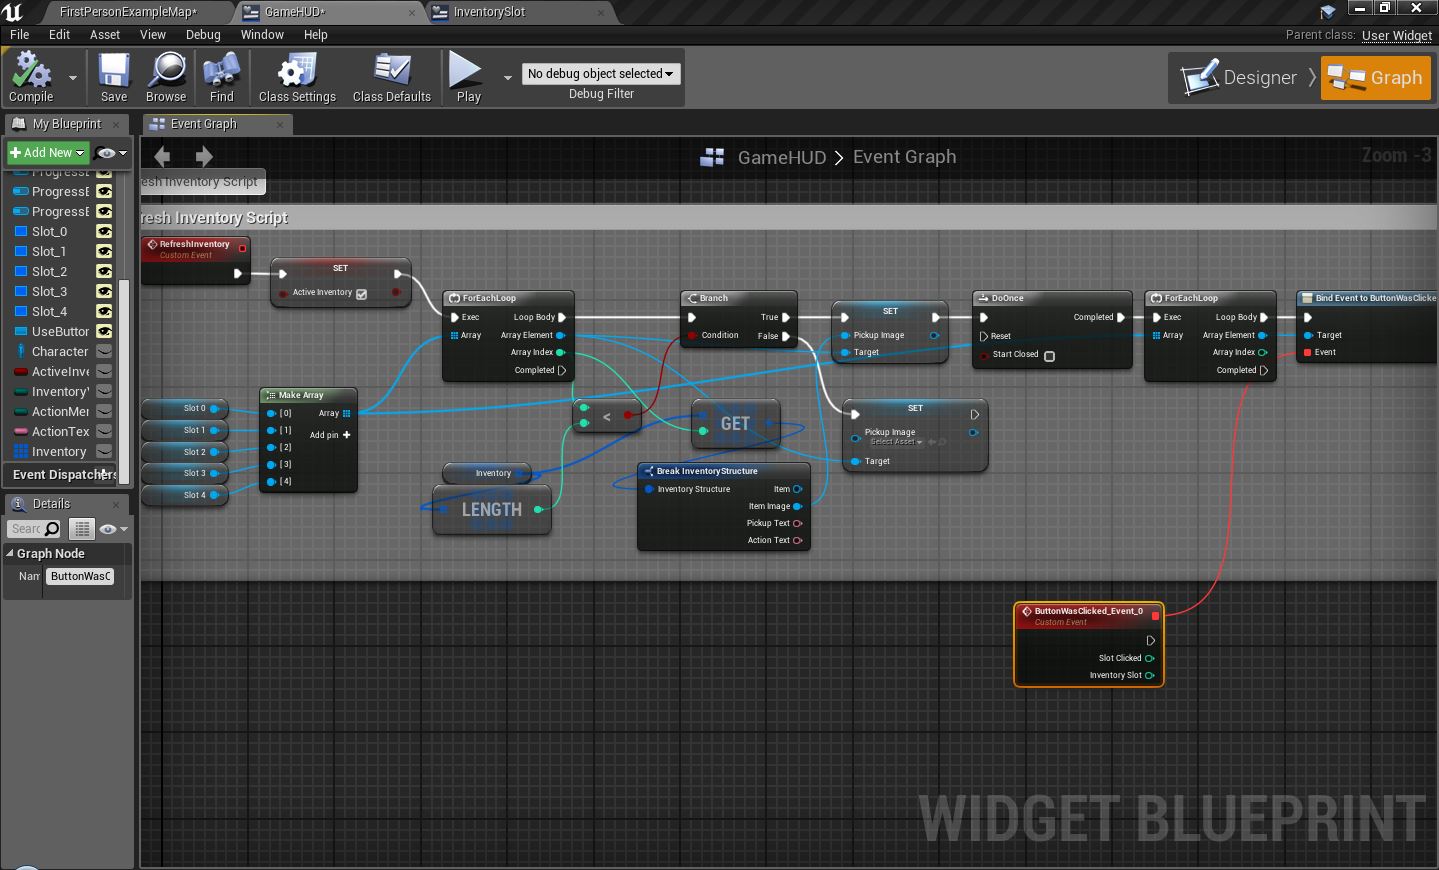 FirstPersonExampleMap*
GameHUD*
InventorySlot
File Edit Asset View Debug Window Help
Parent class: User Widget
Compile
Save
Browse
Find
Class Settings
Class Defaults
Play
No debug object selected
Debug Filter
Designer
Graph
My Blueprint
Event Graph
Add New
GameHUD > Event Graph
Zoom -3
resh Inventory Script
resh Inventory Script
ProgressE
ProgressE
ProgressE
Slot_0
Slot_1
Slot_2
Slot_3
Slot_4
UseButtor
Character
ActiveInve
Inventory
ActionMer
ActionTex
Inventory
Event Dispatchers
Details
Searc
Graph Node
Nam
ButtonWasC
RefreshInventory
Custom Event
SET
Active Inventory
ForEachLoop
Exec
Loop Body
Array
Array Element
Array Index
Completed
Branch
True
Condition
False
SET
Pickup Image
Target
DoOnce
Completed
Reset
Start Closed
ForEachLoop
Exec
Loop Body
Array
Array Element
Array Index
Completed
Bind Event to ButtonWasClicke
Target
Event
Slot 0
Slot 1
Slot 2
Slot 3
Slot 4
Make Array
[0]
Array
[1]
Add pin +
[2]
[3]
[4]
<
GET
SET
Pickup Image
Select Asset
Target
Inventory
LENGTH
Break InventoryStructure
Inventory Structure
Item
Item Image
Pickup Text
Action Text
ButtonWasClicked_Event_0
Custom Event
Slot Clicked
Inventory Slot
WIDGET BLUEPRINT